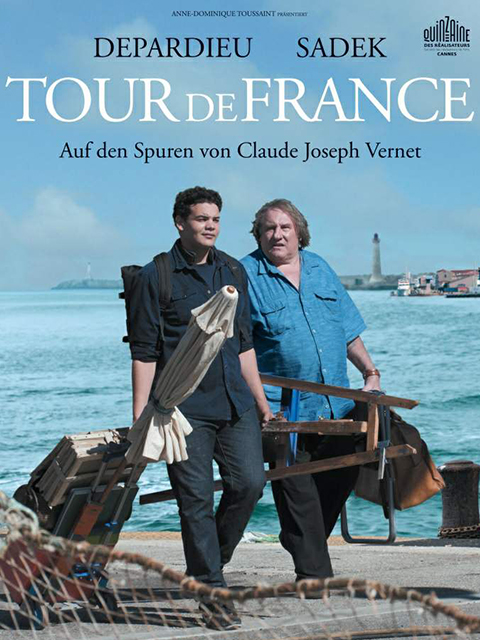 ANNE-DOMINIQUE TOUSSAINT PRÄSENTIERT
DEPARDIEU SADEK
QUINZAINE
DES RÉALISATEURS
CANNES
TOUR DE FRANCE
Auf den Spuren von Claude Joseph Vernet